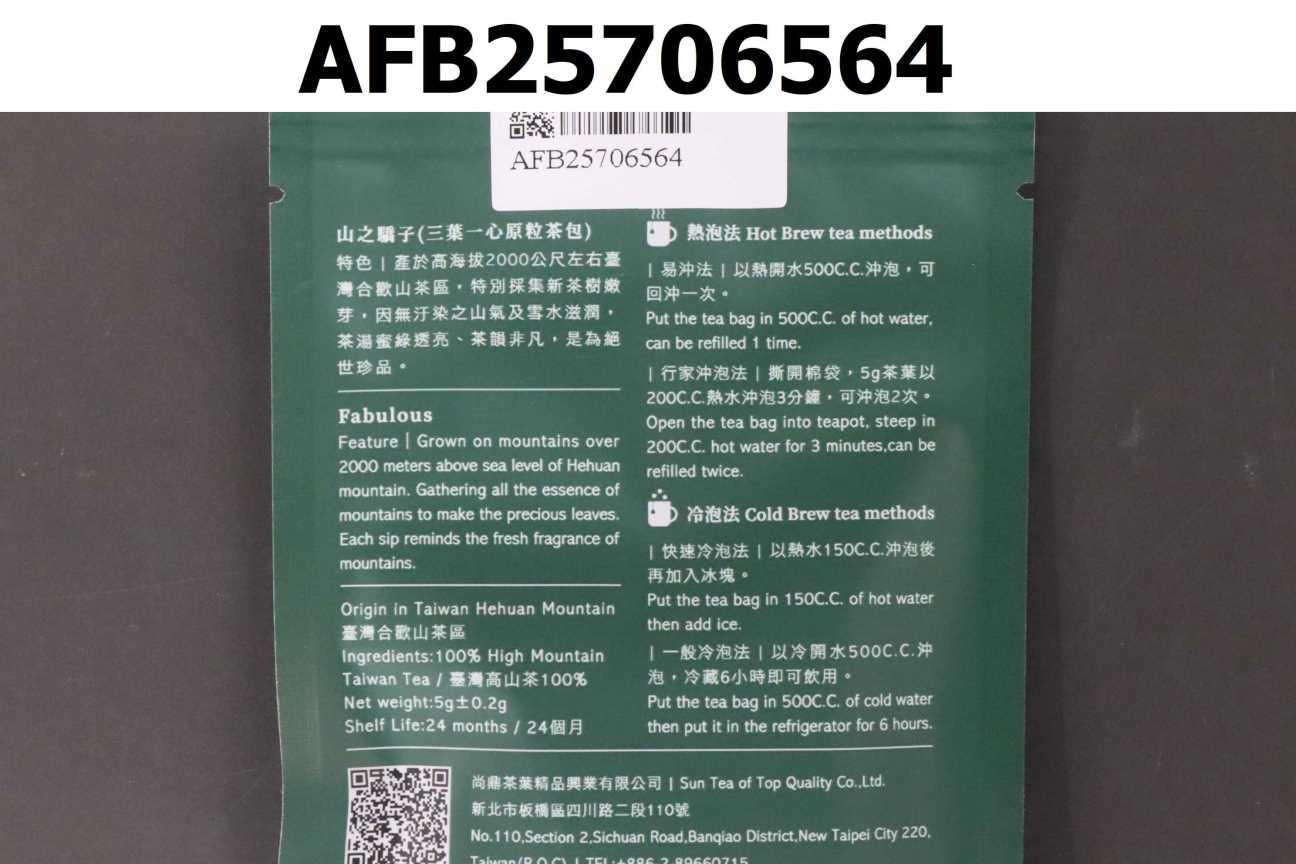 AFB25706564
AFB25706564
山之驕子(三葉一心原粒茶包)
特色 | 產於高海拔2000公尺左右臺
灣合歡山茶區，特別採集新茶樹嫩
芽，因無汙染之山氣及雪水滋潤，
茶湯蜜綠透亮、茶韻非凡，是為絕
世珍品。
Fabulous
Feature | Grown on mountains over
2000 meters above sea level of Hehuan
mountain. Gathering all the essence of
mountains to make the precious leaves.
Each sip reminds the fresh fragrance of
mountains.
Origin in Taiwan Hehuan Mountain
臺灣合歡山茶區
Ingredients:100% High Mountain
Taiwan Tea / 臺灣高山茶100%
Net weight:5g±0.2g
Shelf Life:24 months / 24個月
熱泡法 Hot Brew tea methods
| 易沖法 | 以熱開水500C.C.沖泡，可
回沖一次。
Put the tea bag in 500C.C. of hot water,
can be refilled 1 time.
| 行家沖泡法 | 撕開棉袋，5g茶葉以
200C.C.熱水沖泡3分鐘，可沖泡2次。
Open the tea bag into teapot, steep in
200C.C. hot water for 3 minutes,can be
refilled twice.
冷泡法 Cold Brew tea methods
| 快速冷泡法 | 以熱水150C.C.沖泡後
再加入冰塊。
Put the tea bag in 150C.C. of hot water
then add ice.
| 一般冷泡法 | 以冷開水500C.C.沖
泡，冷藏6小時即可飲用。
Put the tea bag in 500C.C. of cold water
then put it in the refrigerator for 6 hours.
尚鼎茶葉精品興業有限公司 | Sun Tea of Top Quality Co.,Ltd.
新北市板橋區四川路二段110號
No.110,Section 2,Sichuan Road,Banqiao District,New Taipei City 220,
Taiwan(R.O.C) | TEL:+886 2 89660715